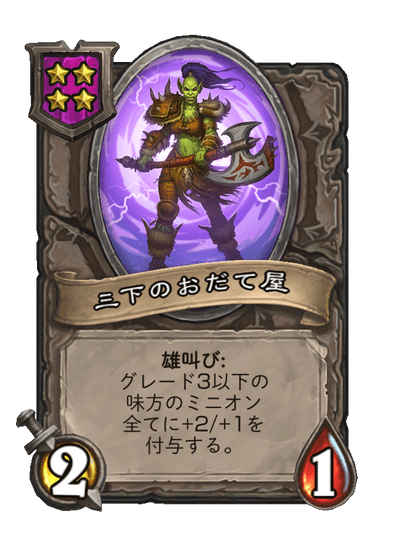 三下のおだて屋
雄叫び:
グレード3以下の
味方のミニオン
全てに+2/+1を
付与する。
2
1